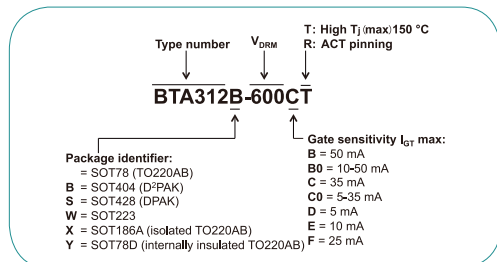 T: High Tj (max)150 °C
R: ACT pinning
Type number
VDRM
BTA312B-600CT
Package identifier:
= SOT78 (TO220AB)
B = SOT404 (D²PAK)
S = SOT428 (DPAK)
W = SOT223
X = SOT186A (isolated TO220AB)
Y = SOT78D (internally insulated TO220AB)
Gate sensitivity IGT max:
B = 50 mA
B0 = 10-50 mA
C = 35 mA
C0 = 5-35 mA
D = 5 mA
E = 10 mA
F = 25 mA